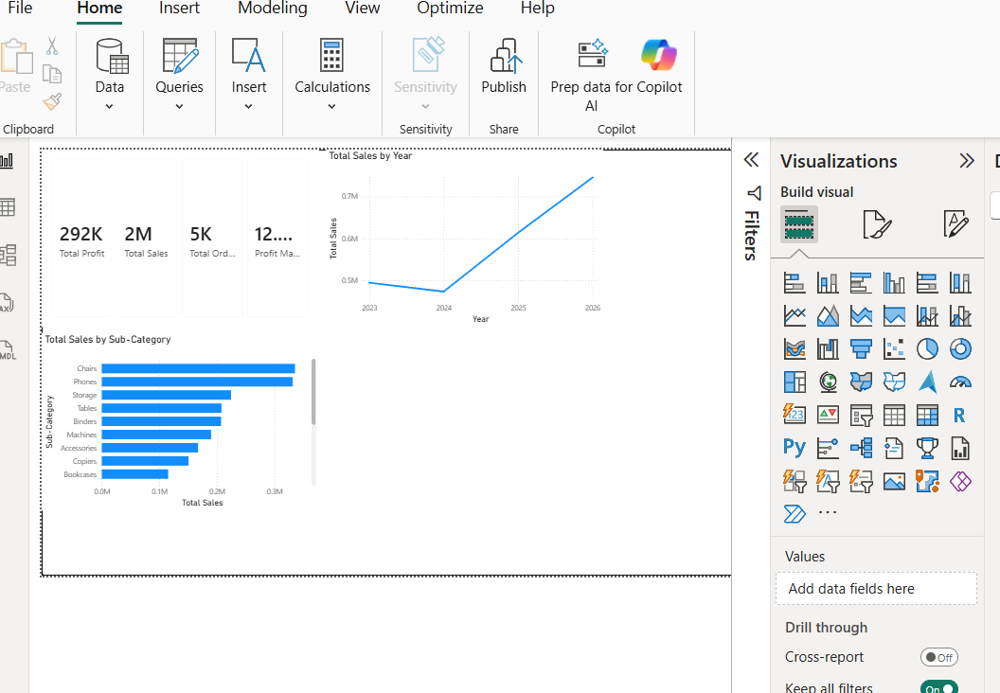 File Home Insert Modeling View Optimize Help
Paste
Data
Queries
Insert
Calculations
Sensitivity
Publish
Prep data for AI
Copilot
Clipboard
Sensitivity
Share
Copilot
292K
Total Profit
2M
Total Sales
5K
Total Ord...
12....
Profit Ma...
Total Sales by Year
Total Sales
0.7M
0.6M
0.5M
2023 2024 2025 2026
Year
Total Sales by Sub-Category
Sub-Category
Chairs
Phones
Storage
Tables
Binders
Machines
Accessories
Copiers
Bookcases
0.0M 0.1M 0.2M 0.3M
Total Sales
Filters
Visualizations
Build visual
123
R
Py
Values
Add data fields here
Drill through
Cross-report
Off
Keep all filters
On